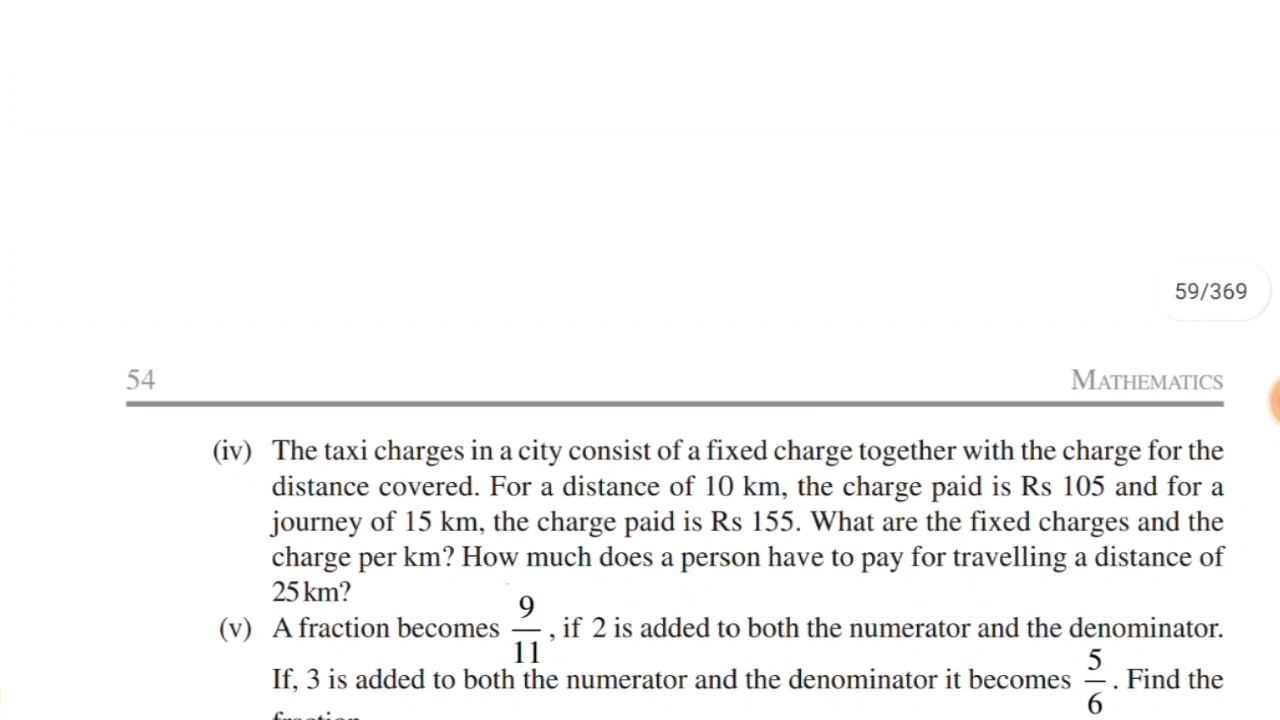 59/369
54 MATHEMATICS
(iv) The taxi charges in a city consist of a fixed charge together with the charge for the
distance covered. For a distance of 10 km, the charge paid is Rs 105 and for a
journey of 15 km, the charge paid is Rs 155. What are the fixed charges and the
charge per km? How much does a person have to pay for travelling a distance of
25 km?
(v) A fraction becomes 9/11, if 2 is added to both the numerator and the denominator.
If, 3 is added to both the numerator and the denominator it becomes 5/6. Find the